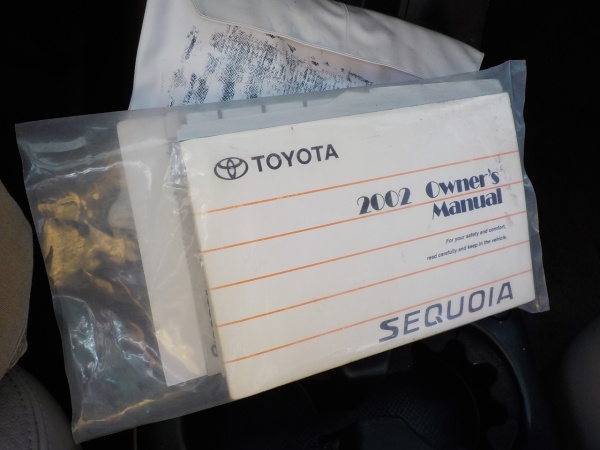 TOYOTA
2002 Owner's
Manual
For your safety and comfort,
read carefully and keep in the vehicle.
SEQUOIA